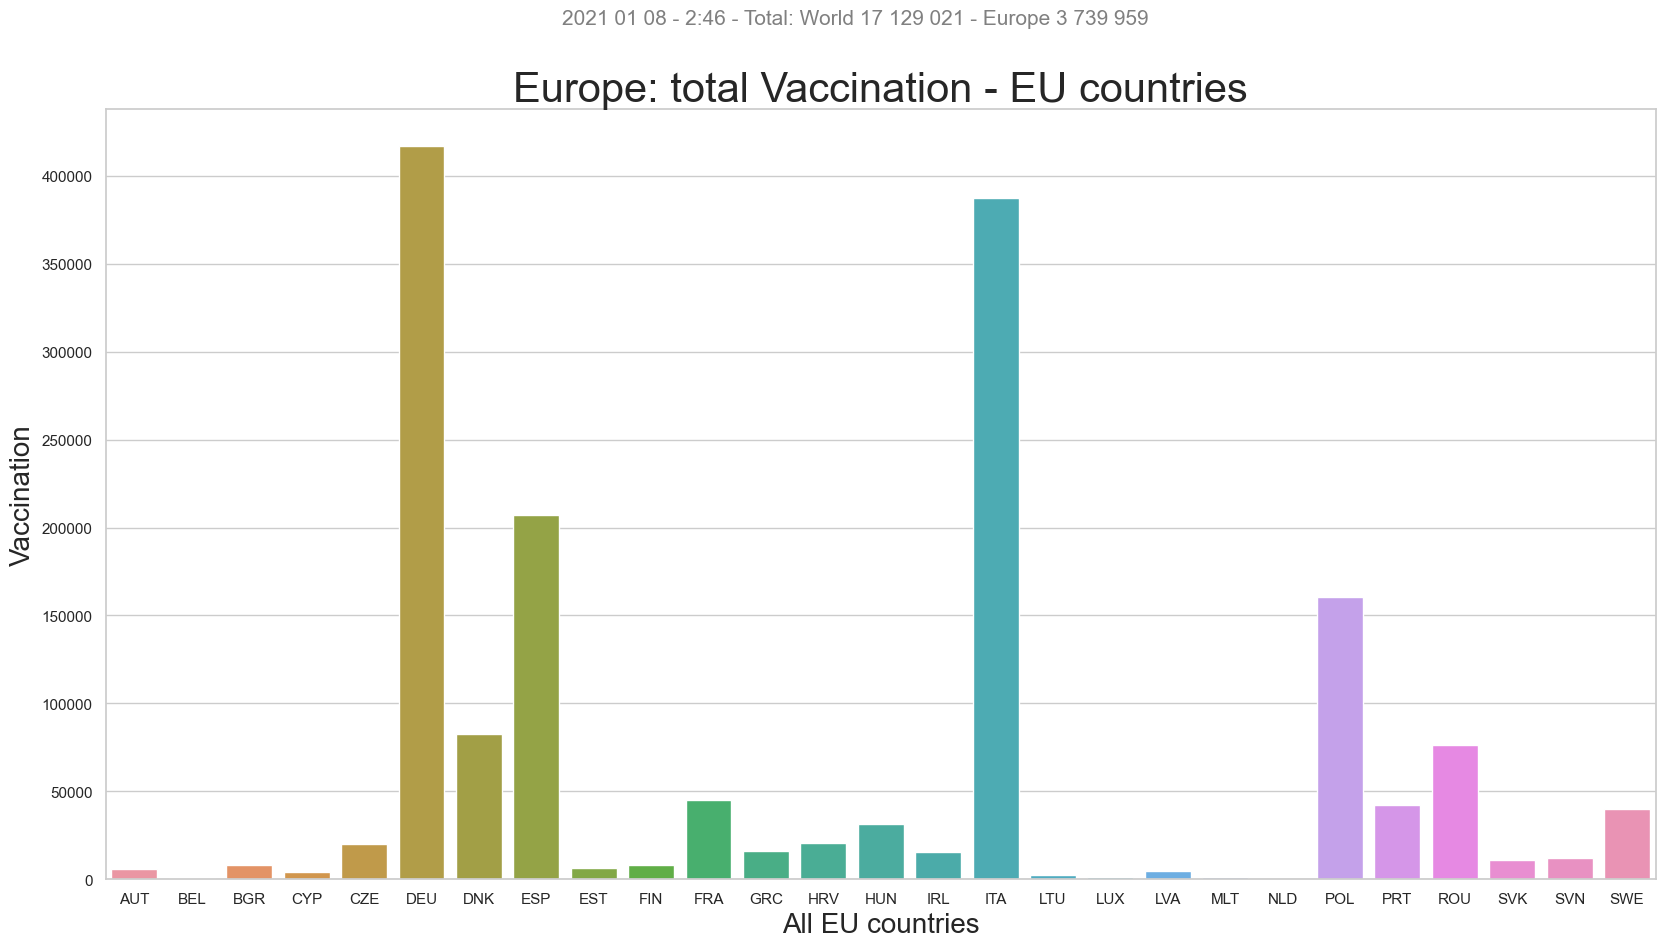 2021 01 08 - 2:46 - Total: World 17 129 021 - Europe 3 739 959
Europe: total Vaccination - EU countries
400000
350000
300000
250000
200000
150000
100000
50000
0
Vaccination
AUT BEL BGR CYP CZE DEU DNK ESP EST FIN FRA GRC HRV HUN IRL ITA LTU LUX LVA MLT NLD POL PRT ROU SVK SVN SWE
All EU countries